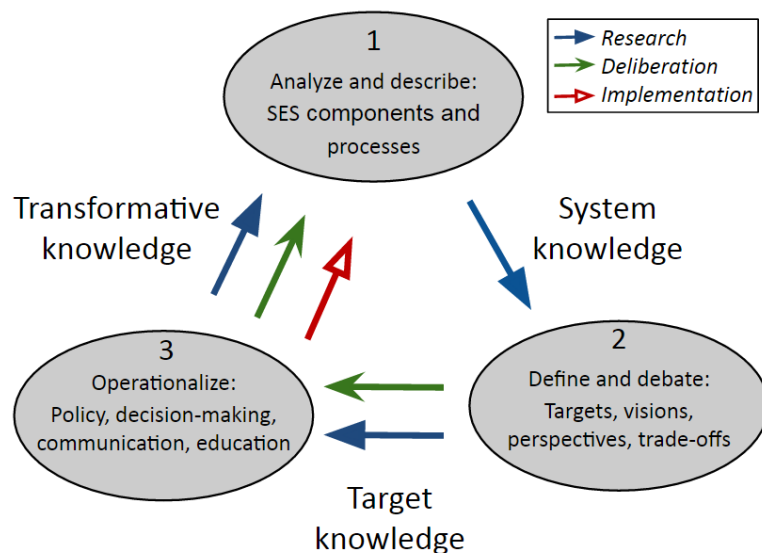 1
Analyze and describe:
SES components and
processes
Research
Deliberation
Implementation
Transformative
knowledge
System
knowledge
3
Operationalize:
Policy, decision-making,
communication, education
2
Define and debate:
Targets, visions,
perspectives, trade-offs
Target
knowledge